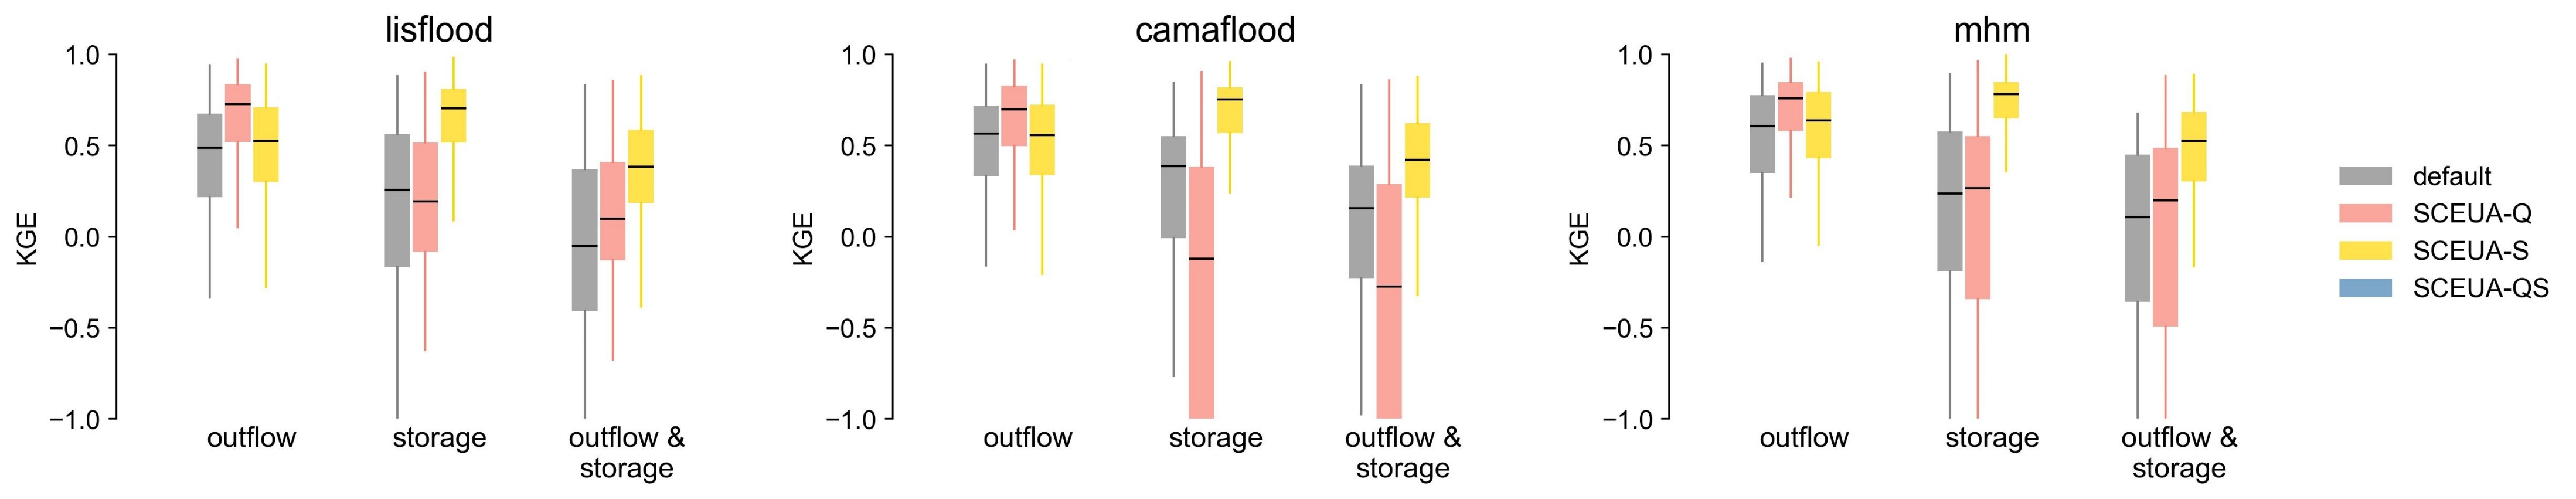 lisflood
1.0
0.5
0.0
−0.5
−1.0
KGE
outflow
storage
outflow &
storage
camaflood
1.0
0.5
0.0
−0.5
−1.0
KGE
outflow
storage
outflow &
storage
mhm
1.0
0.5
0.0
−0.5
−1.0
KGE
outflow
storage
outflow &
storage
default
SCEUA-Q
SCEUA-S
SCEUA-QS